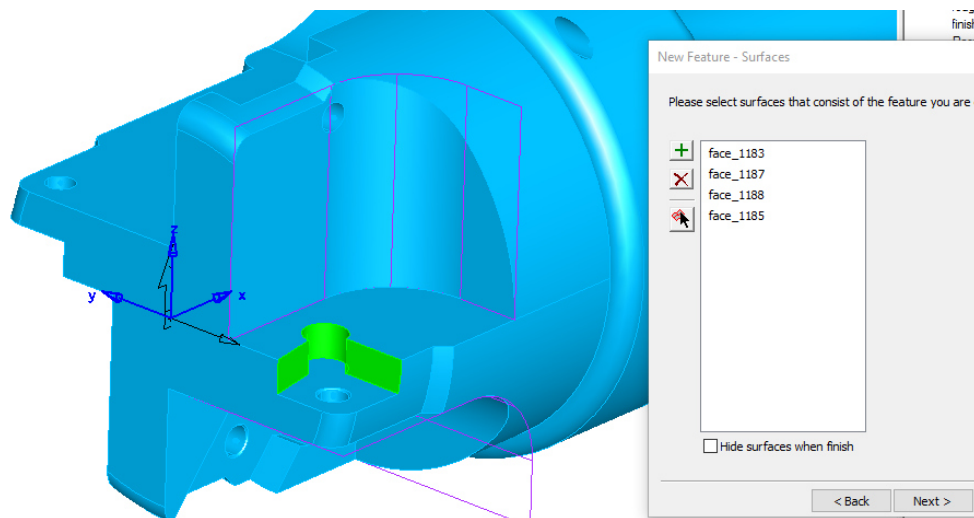 finish
New Feature - Surfaces
Please select surfaces that consist of the feature you are
face_1183
face_1187
face_1188
face_1185
z
y
x
Hide surfaces when finish
< Back
Next >